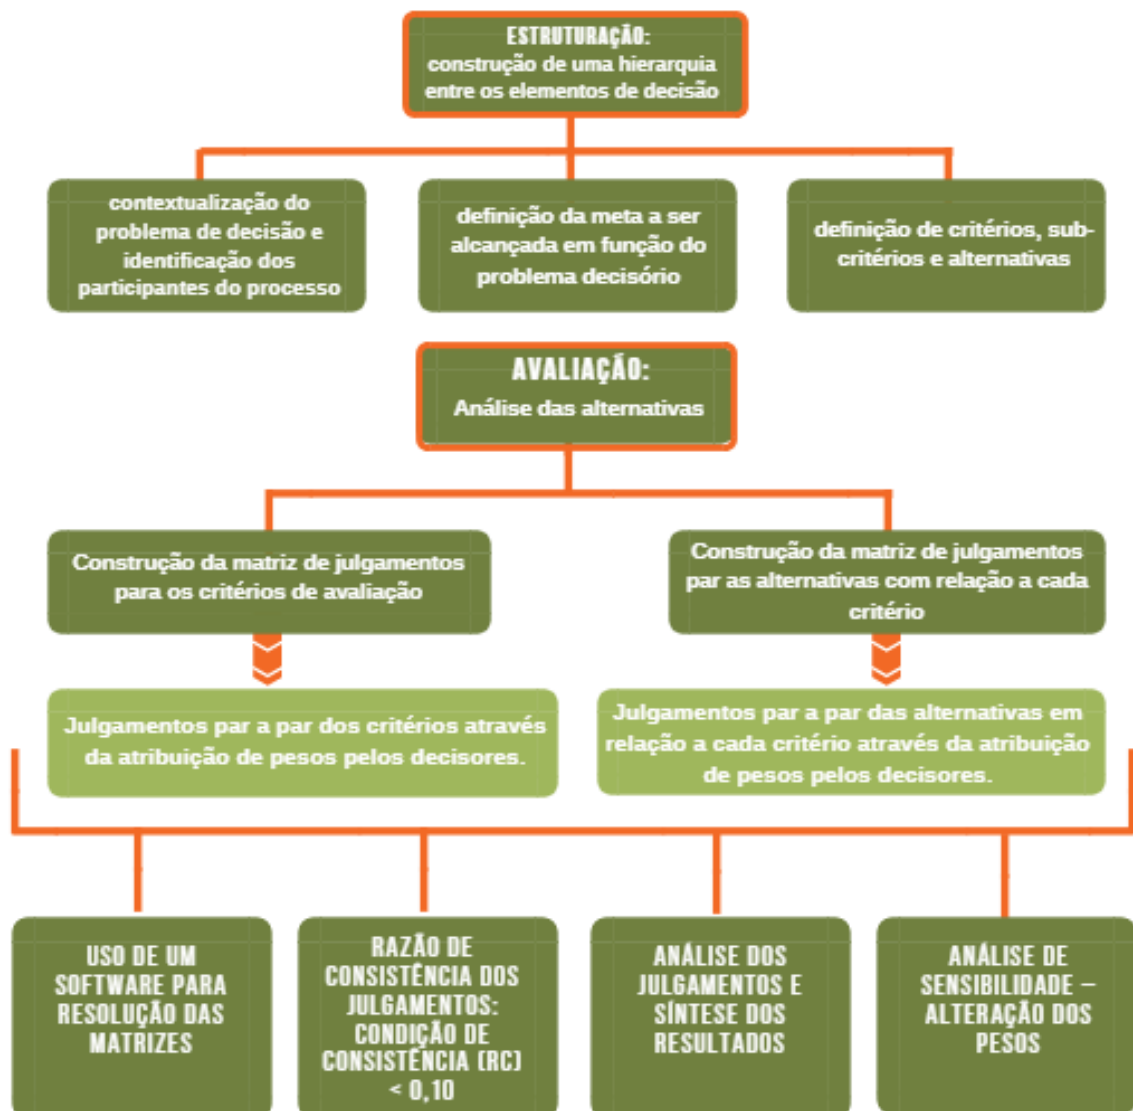 ESTRUTURAÇÃO:
construção de uma hierarquia
entre os elementos de decisão
contextualização do
problema de decisão e
identificação dos
participantes do processo
definição da meta a ser
alcançada em função do
problema decisório
definição de critérios, sub-
critérios e alternativas
AVALIAÇÃO:
Análise das alternativas
Construção da matriz de julgamentos
para os critérios de avaliação
Construção da matriz de julgamentos
par as alternativas com relação a cada
critério
Julgamentos par a par dos critérios através
da atribuição de pesos pelos decisores.
Julgamentos par a par das alternativas em
relação a cada critério através da atribuição
de pesos pelos decisores.
USO DE UM
SOFTWARE PARA
RESOLUÇÃO DAS
MATRIZES
RAZÃO DE
CONSISTÊNCIA DOS
JULGAMENTOS:
CONDIÇÃO DE
CONSISTÊNCIA (RC)
< 0,10
ANÁLISE DOS
JULGAMENTOS E
SÍNTESE DOS
RESULTADOS
ANÁLISE DE
SENSIBILIDADE –
ALTERAÇÃO DOS
PESOS